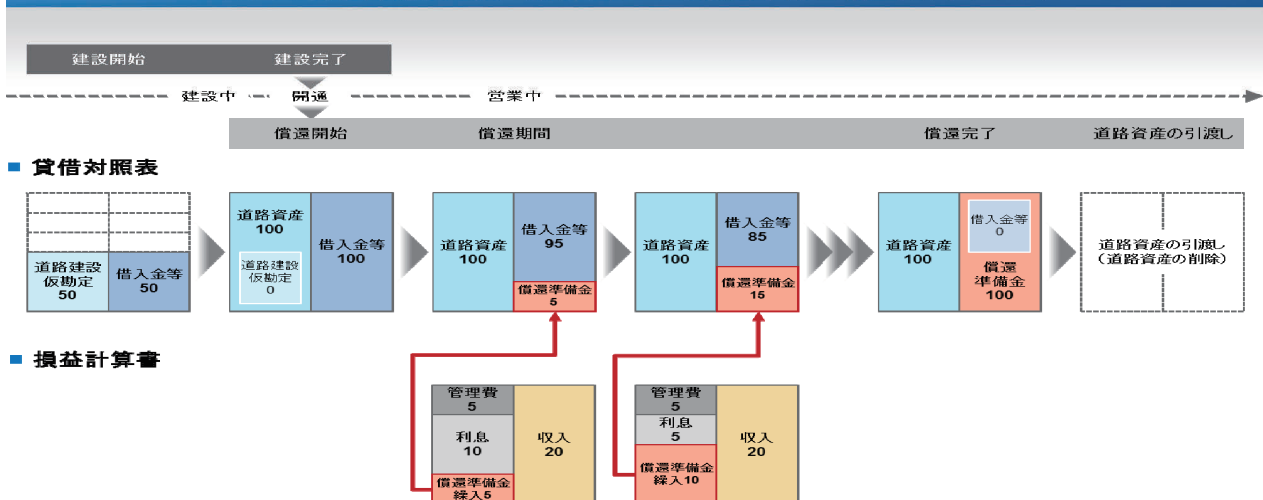 建設開始
建設完了
建設中
開通
営業中
償還開始
償還期間
償還完了
道路資産の引渡し
貸借対照表
道路建設
仮勘定
50
借入金等
50
道路資産
100
道路建設
仮勘定
0
借入金等
100
道路資産
100
借入金等
95
償還準備金
5
道路資産
100
借入金等
85
償還準備金
15
道路資産
100
借入金等
0
償還
準備金
100
道路資産の引渡し
(道路資産の削除)
損益計算書
管理費
5
利息
10
償還準備金
繰入5
収入
20
管理費
5
利息
5
償還準備金
繰入10
収入
20